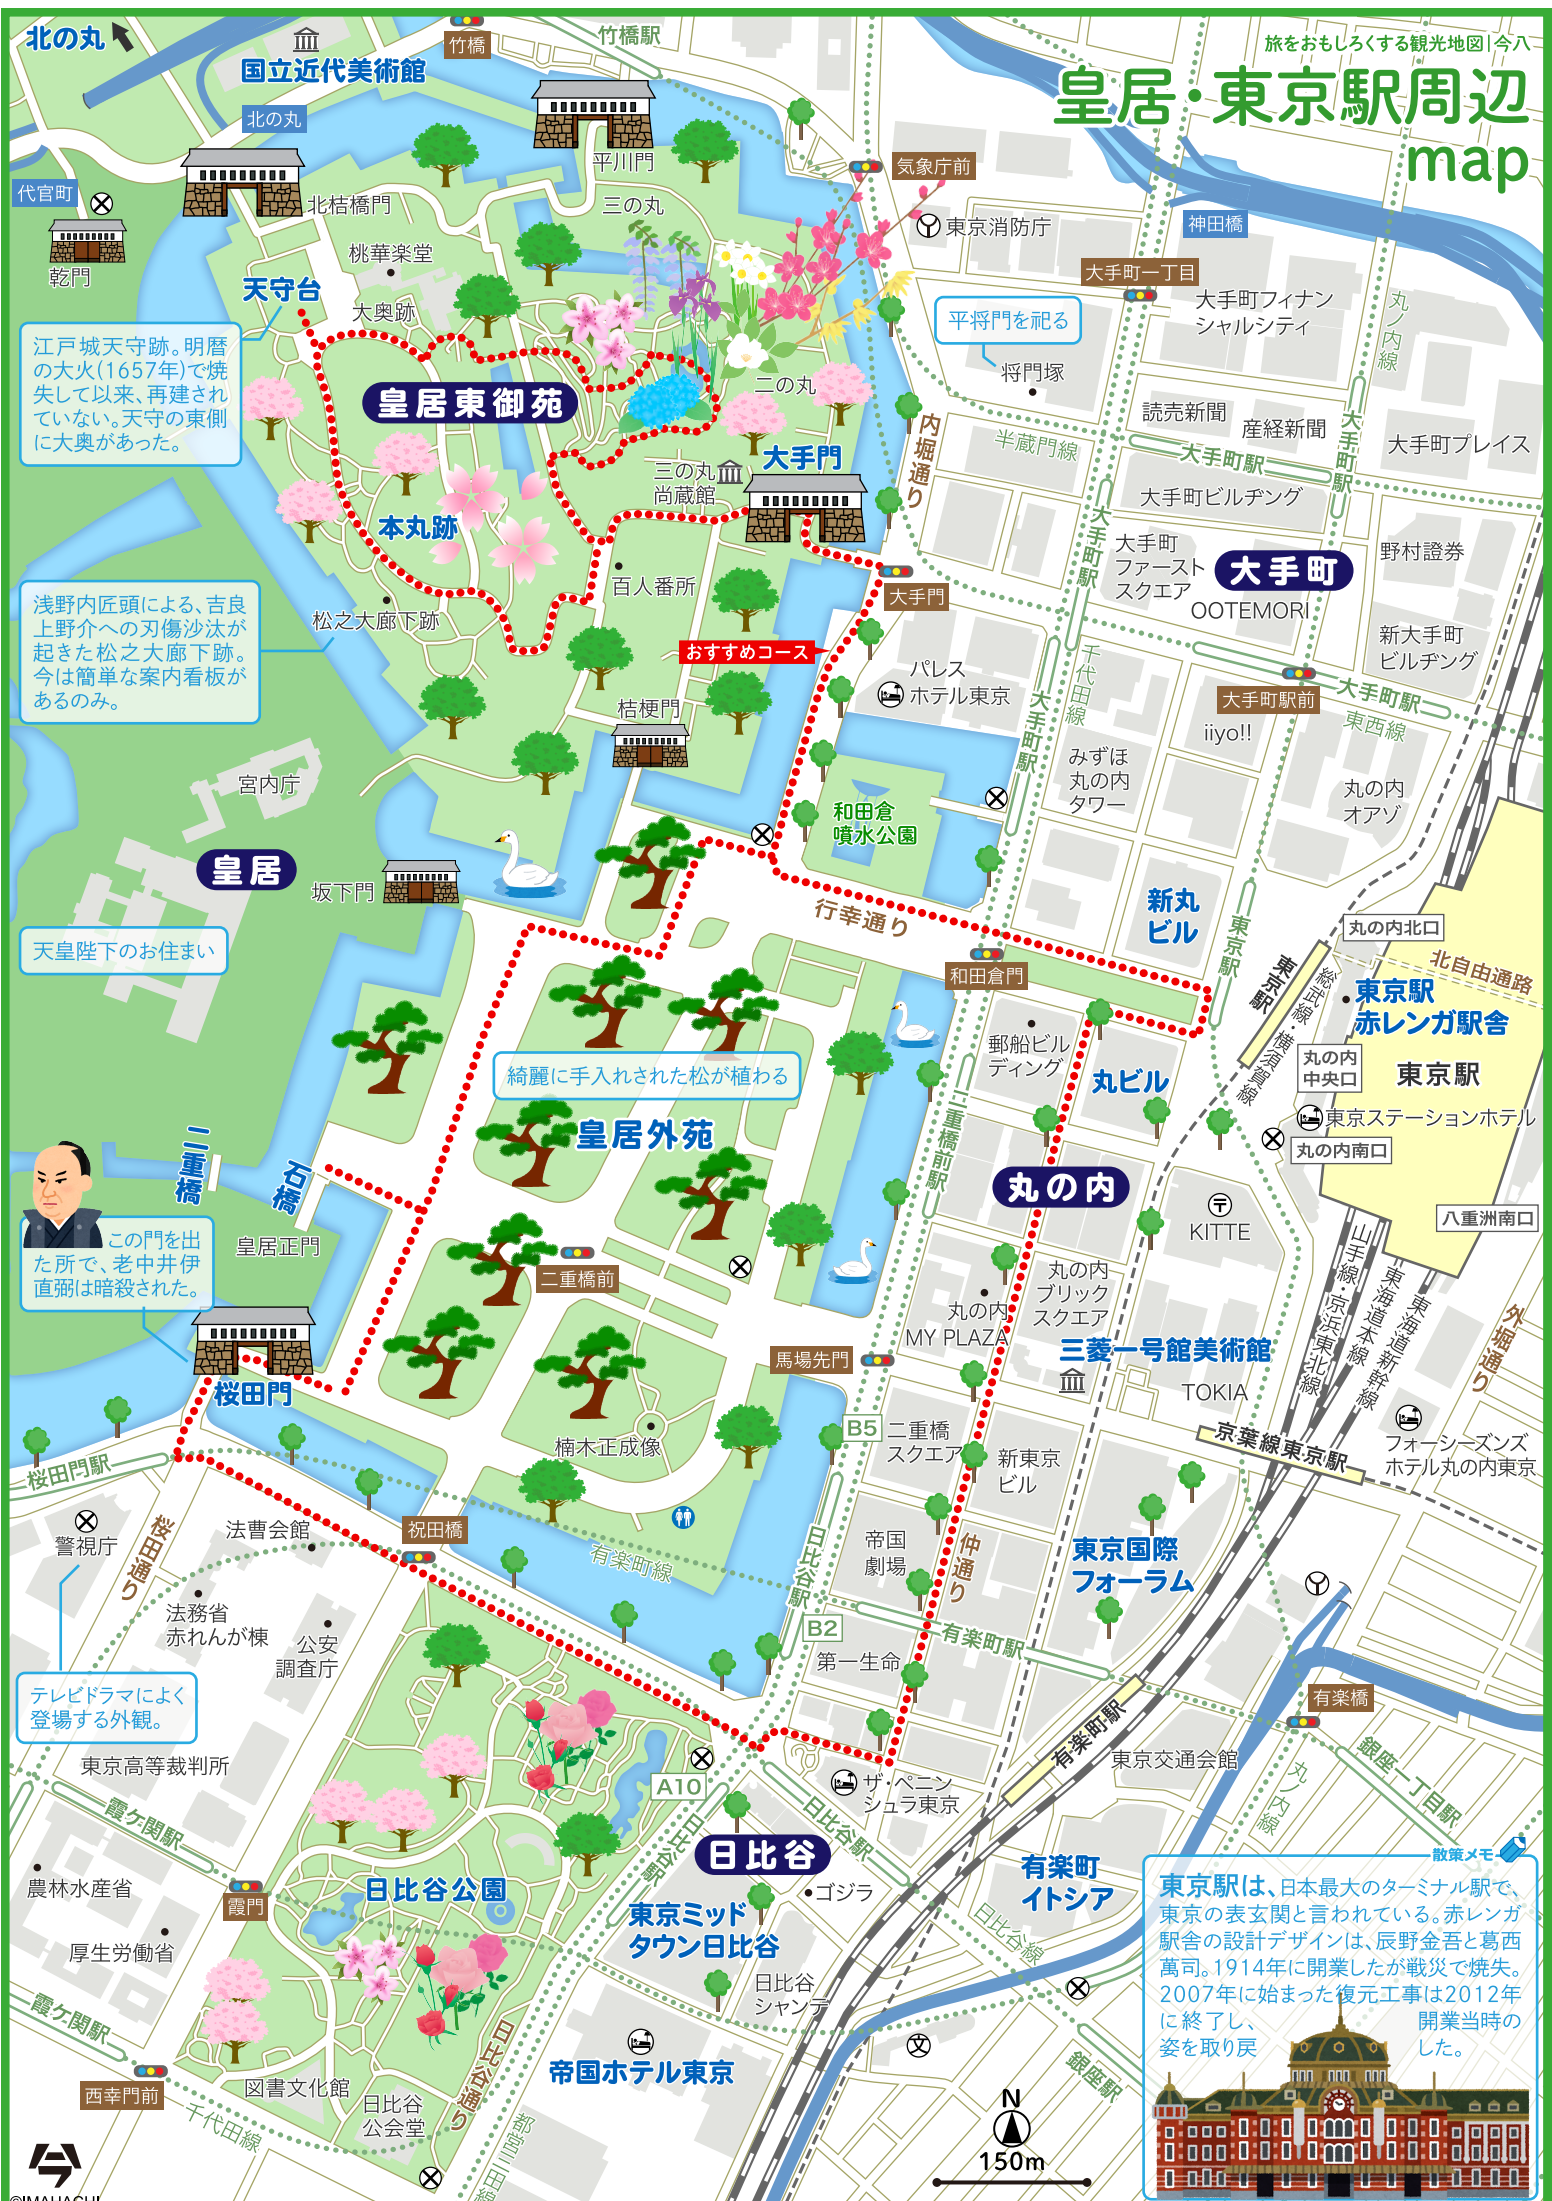 北の丸
国立近代美術館
竹橋
竹橋駅
旅をおもしろくする観光地図|今八
皇居・東京駅周辺
map
北の丸
代官町
乾門
北桔橋門
平川門
三の丸
気象庁前
東京消防庁
神田橋
桃華楽堂
天守台
大奥跡
大手町一丁目
大手町フィナン
シャルシティ
丸ノ内線
平将門を祀る
将門塚
江戸城天守跡。明暦
の大火(1657年)で焼
失して以来、再建され
ていない。天守の東側
に大奥があった。
皇居東御苑
二の丸
内堀通り
半蔵門線
読売新聞
産経新聞
大手町駅
大手町駅
大手町プレイス
三の丸
尚蔵館
大手門
本丸跡
大手町ビルヂング
大手町駅
大手町
ファースト
スクエア
大手町
野村證券
百人番所
大手門
OOTEMORI
浅野内匠頭による、吉良
上野介への刃傷沙汰が
起きた松之大廊下跡。
今は簡単な案内看板が
あるのみ。
松之大廊下跡
おすすめコース
パレス
ホテル東京
千代田線
新大手町
ビルヂング
大手町駅前
大手町駅
東西線
桔梗門
大手町駅
iiyo!!
みずほ
丸の内
タワー
丸の内
オアゾ
宮内庁
和田倉
噴水公園
皇居
坂下門
行幸通り
新丸
ビル
東京駅
丸の内北口
北自由通路
天皇陛下のお住まい
和田倉門
東京駅
総武線・横須賀線
東京駅
赤レンガ駅舎
郵船ビル
ディング
丸の内
中央口
東京駅
綺麗に手入れされた松が植わる
丸ビル
東京ステーションホテル
皇居外苑
二重橋前駅
丸の内南口
二重橋
石橋
丸の内
KITTE
八重洲南口
この門を出
た所で、老中井伊
直弼は暗殺された。
皇居正門
二重橋前
丸の内
ブリック
スクエア
丸の内
MY PLAZA
山手線・京浜東北線
東海道本線
東海道新幹線
外堀通り
三菱一号館美術館
馬場先門
桜田門
TOKIA
B5
二重橋
スクエア
新東京
ビル
京葉線東京駅
フォーシーズンズ
ホテル丸の内東京
楠木正成像
桜田門駅
警視庁
桜田通り
法曹会館
祝田橋
有楽町線
日比谷駅
帝国
劇場
仲通り
東京国際
フォーラム
法務省
赤れんが棟
公安
調査庁
B2
有楽町駅
第一生命
テレビドラマによく
登場する外観。
有楽橋
東京高等裁判所
有楽町駅
東京交通会館
銀座一丁目駅
丸ノ内線
A10
ザ・ペニン
シュラ東京
霞ケ関駅
日比谷駅
日比谷駅
日比谷
農林水産省
霞門
日比谷公園
ゴジラ
有楽町
イトシア
東京ミッド
タウン日比谷
日比谷線
厚生労働省
日比谷
シャンテ
霞ケ関駅
日比谷通り
帝国ホテル東京
銀座駅
西幸門前
図書文化館
日比谷
公会堂
千代田線
都営三田線
N
150m
散策メモ
東京駅は、日本最大のターミナル駅で、
東京の表玄関と言われている。赤レンガ
駅舎の設計デザインは、辰野金吾と葛西
萬司。1914年に開業したが戦災で焼失。
2007年に始まった復元工事は2012年
に終了し、開業当時の
姿を取り戻した。
©IMAHACHI